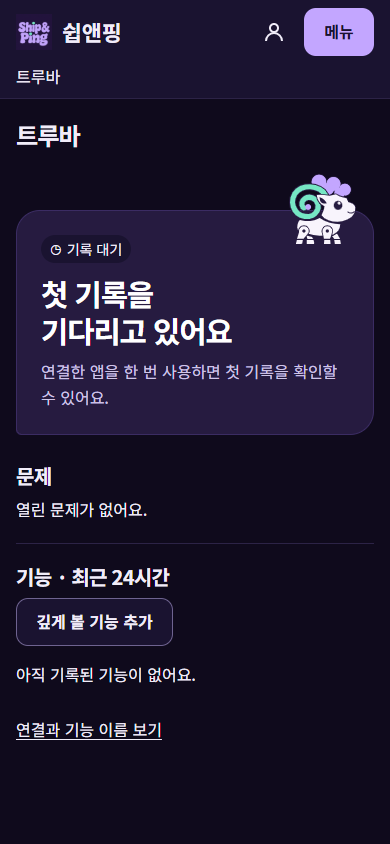 Ship&
Ping
쉽앤핑
메뉴
트루바
트루바
기록 대기
첫 기록을
기다리고 있어요
연결한 앱을 한 번 사용하면 첫 기록을 확인할
수 있어요.
문제
열린 문제가 없어요.
기능 · 최근 24시간
깊게 볼 기능 추가
아직 기록된 기능이 없어요.
연결과 기능 이름 보기